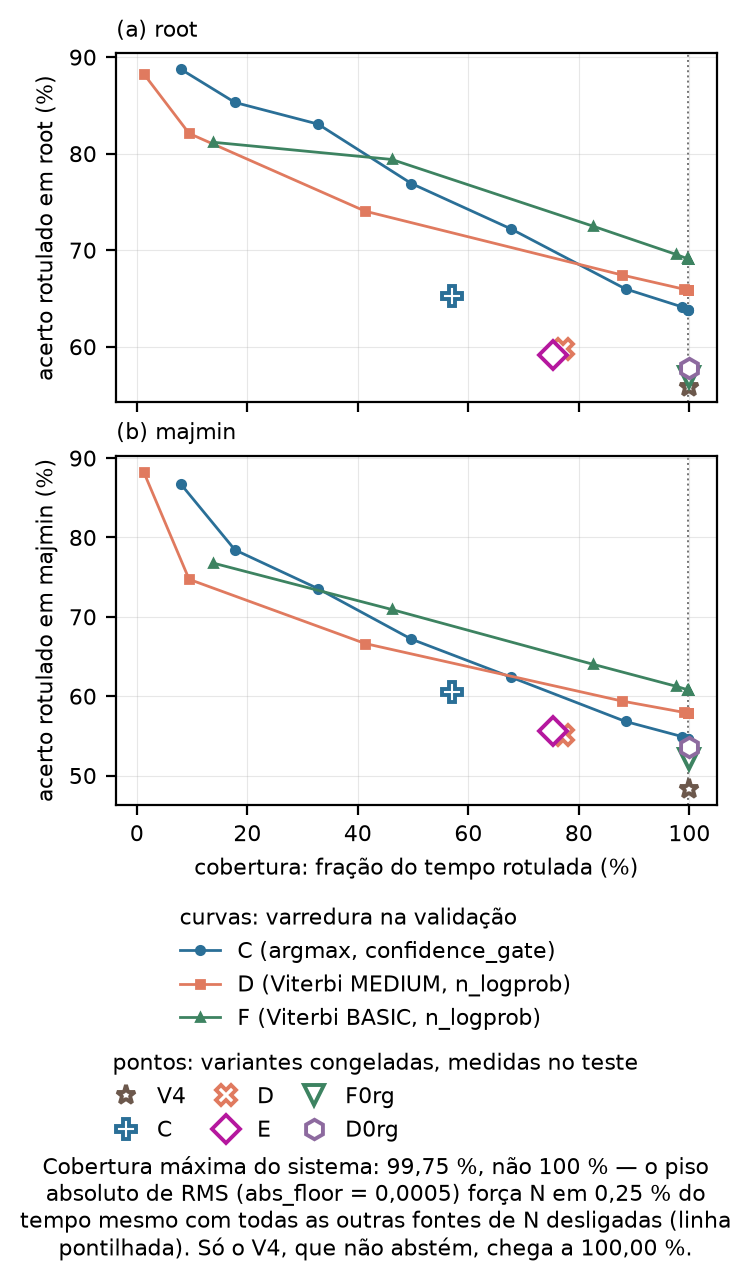 (a) root
90
80
70
60
acerto rotulado em root (%)
(b) majmin
90
80
70
60
50
acerto rotulado em majmin (%)
0 20 40 60 80 100
cobertura: fração do tempo rotulada (%)
curvas: varredura na validação
C (argmax, confidence_gate)
D (Viterbi MEDIUM, n_logprob)
F (Viterbi BASIC, n_logprob)
pontos: variantes congeladas, medidas no teste
V4 D F0rg
C E D0rg
Cobertura máxima do sistema: 99,75 %, não 100 % — o piso
absoluto de RMS (abs_floor = 0,0005) força N em 0,25 % do
tempo mesmo com todas as outras fontes de N desligadas (linha
pontilhada). Só o V4, que não abstém, chega a 100,00 %.